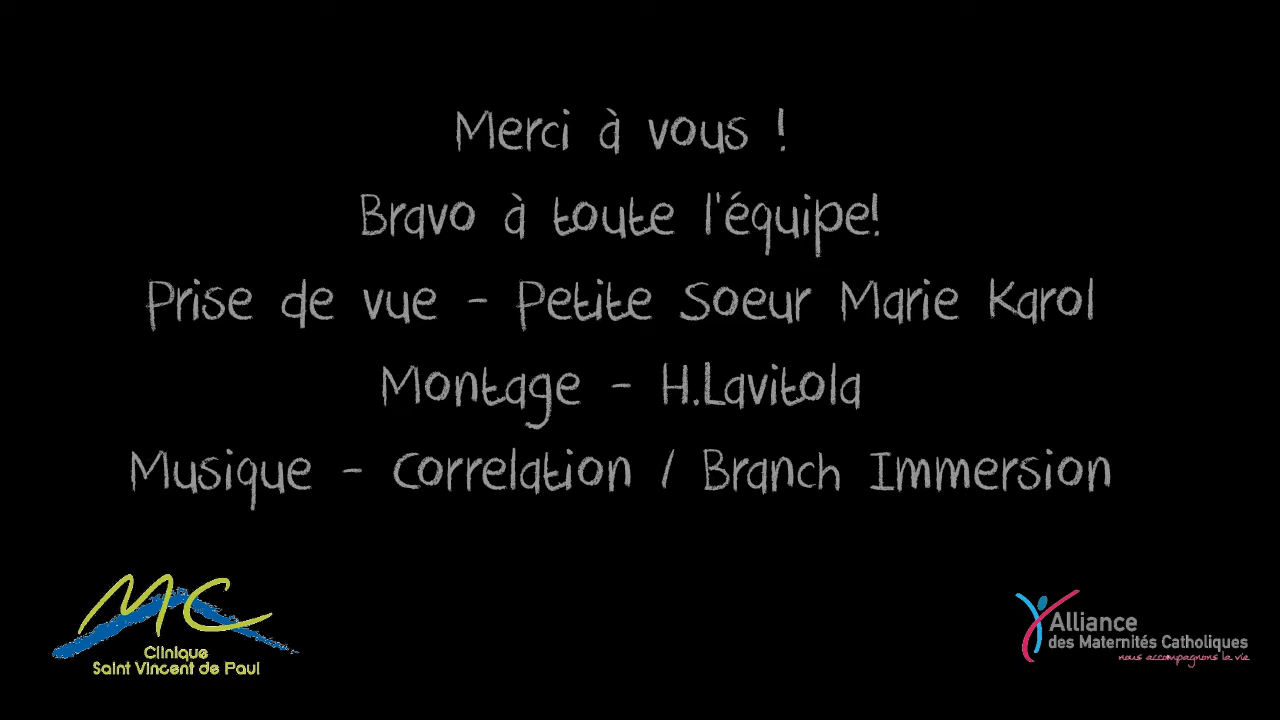 Merci à vous !
Bravo à toute l'équipe!
Prise de vue - Petite Soeur Marie Karol
Montage - H.Lavitola
Musique - Correlation / Branch Immersion
MC
Clinique
Saint Vincent de Paul
Alliance
des Maternités Catholiques
nous accompagnons la vie